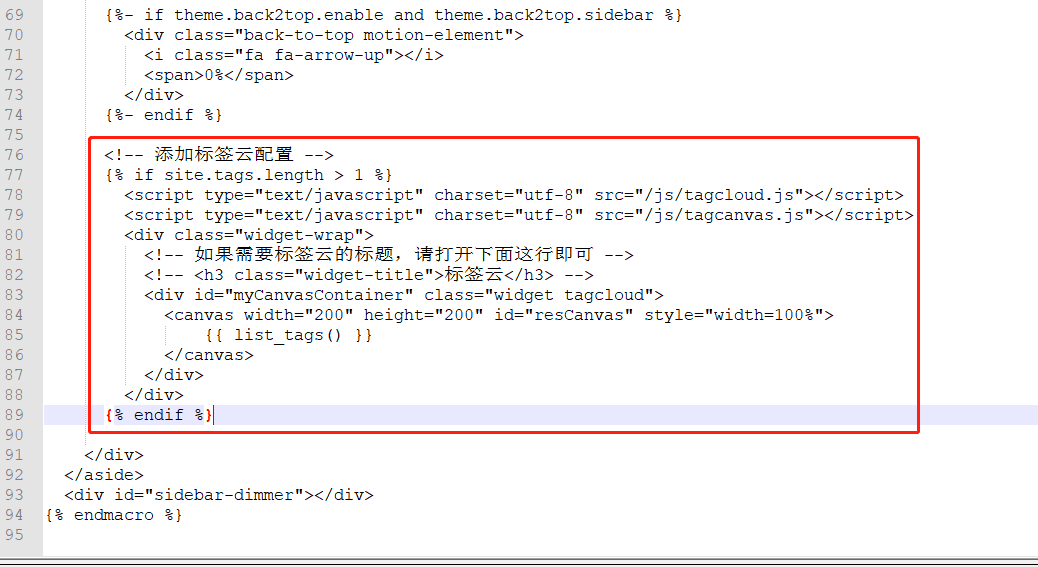 69 {%- if theme.back2top.enable and theme.back2top.sidebar %}
70 <div class="back-to-top motion-element">
71 <i class="fa fa-arrow-up"></i>
72 <span>0%</span>
73 </div>
74 {%- endif %}
75
76 <!-- 添加标签云配置 -->
77 {% if site.tags.length > 1 %}
78 <script type="text/javascript" charset="utf-8" src="/js/tagcloud.js"></script>
79 <script type="text/javascript" charset="utf-8" src="/js/tagcanvas.js"></script>
80 <div class="widget-wrap">
81 <!-- 如果需要标签云的标题，请打开下面这行即可 -->
82 <!-- <h3 class="widget-title">标签云</h3> -->
83 <div id="myCanvasContainer" class="widget tagcloud">
84 <canvas width="200" height="200" id="resCanvas" style="width=100%">
85 {{ list_tags() }}
86 </canvas>
87 </div>
88 </div>
89 {% endif %}
90
91 </div>
92 </aside>
93 <div id="sidebar-dimmer"></div>
94 {% endmacro %}
95